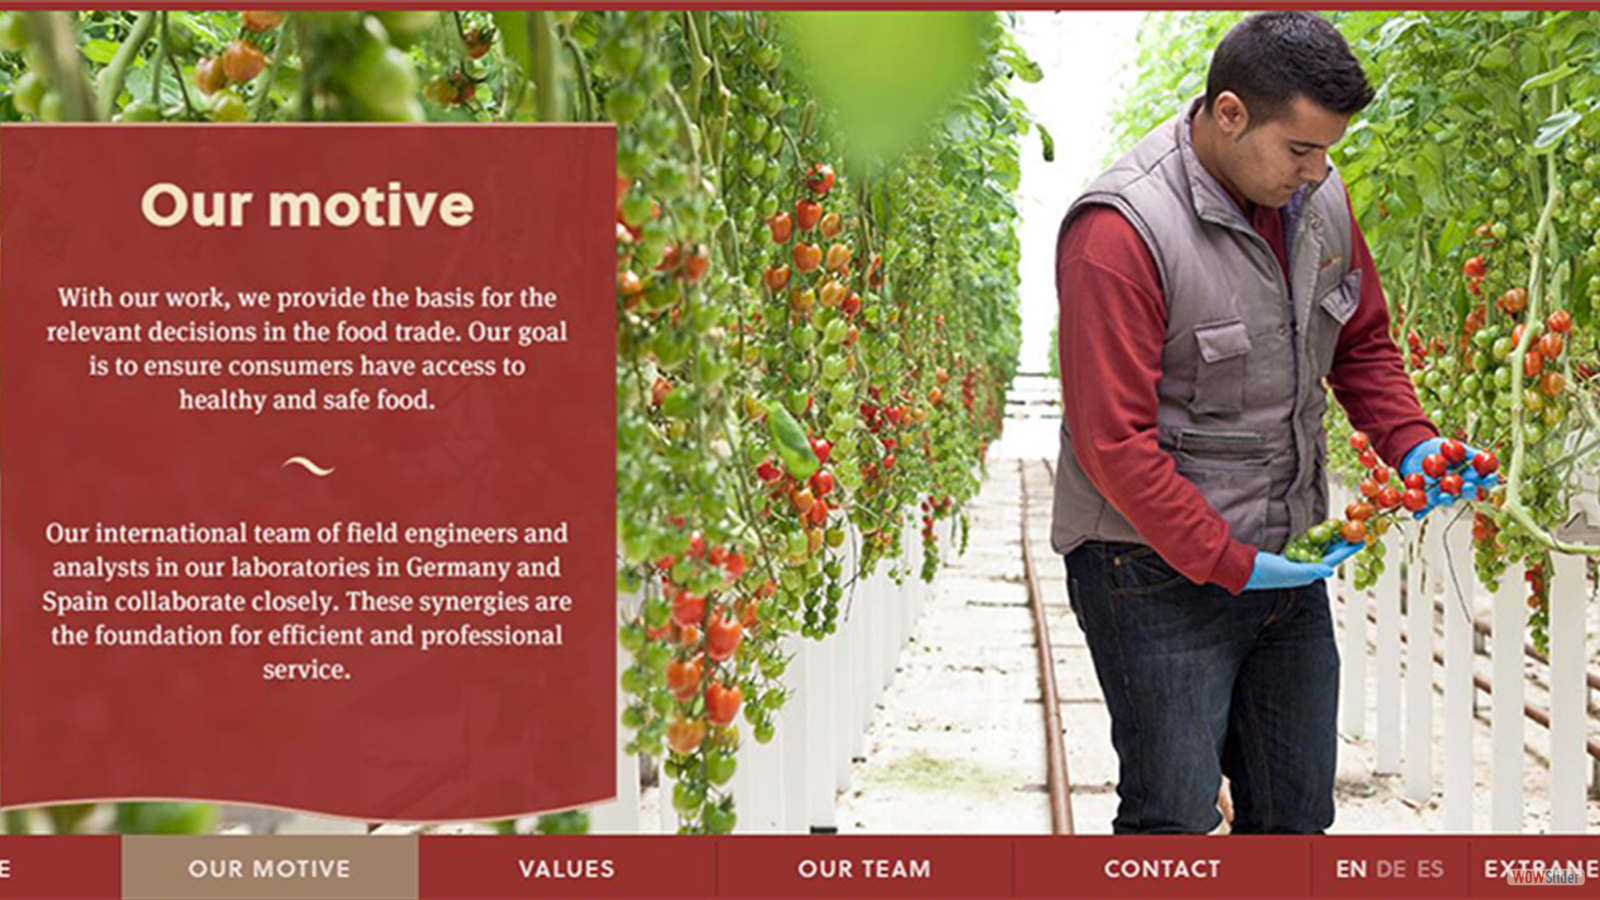 Our motive
With our work, we provide the basis for the
relevant decisions in the food trade. Our goal
is to ensure consumers have access to
healthy and safe food.
Our international team of field engineers and
analysts in our laboratories in Germany and
Spain collaborate closely. These synergies are
the foundation for efficient and professional
service.
E OUR MOTIVE VALUES OUR TEAM CONTACT EN DE ES EXTRANE
WOWSlider